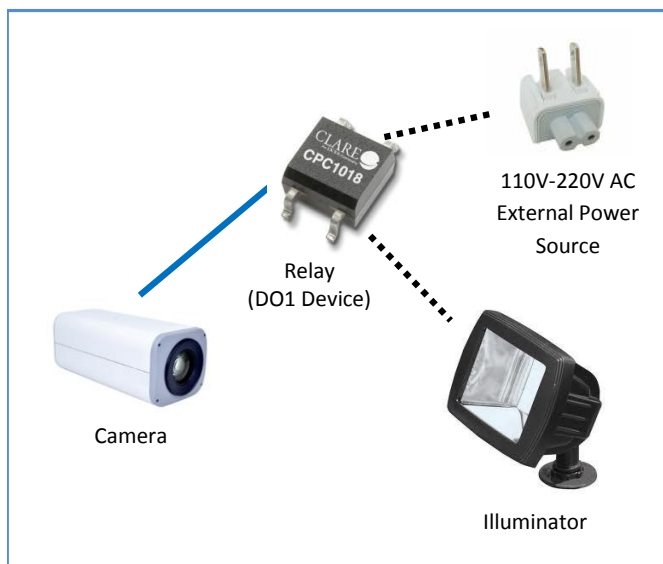 CLARE
CPC1018
110V-220V AC
External Power
Source
Relay
(DO1 Device)
Camera
Illuminator